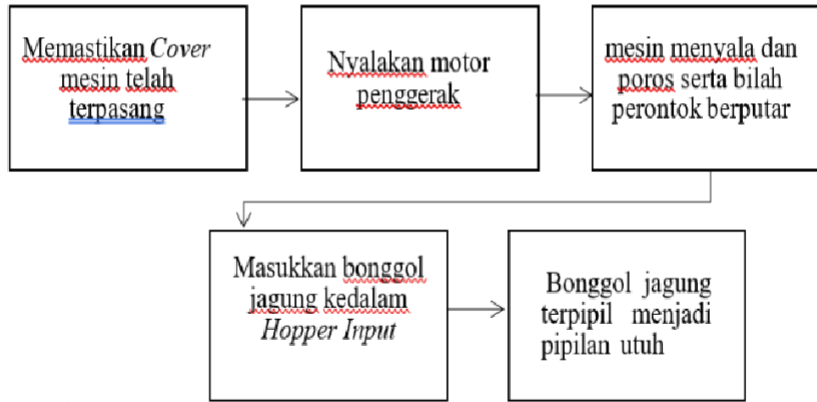 Memastikan Cover
mesin telah
terpasang
Nyalakan motor
penggerak
mesin menyala dan
poros serta bilah
perontok berputar
Masukkan bonggol
jagung kedalam
Hopper Input
Bonggol jagung
terpipil menjadi
pipilan utuh